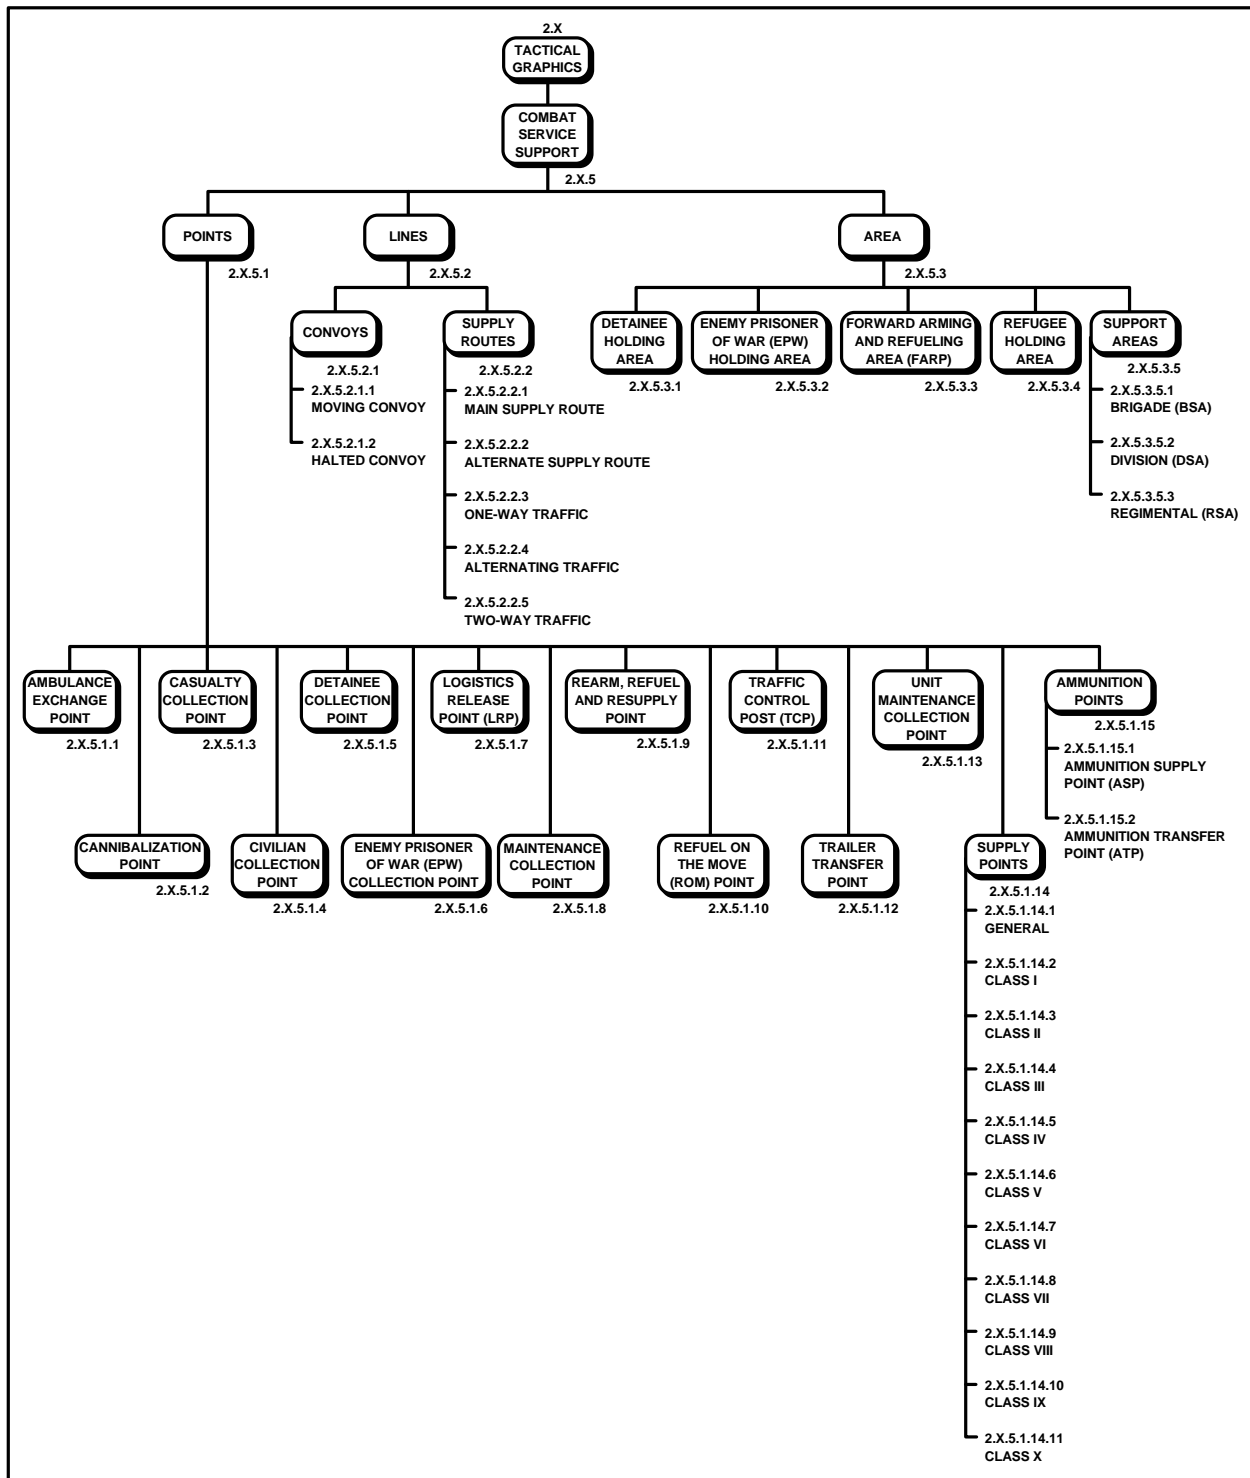 2.X
TACTICAL
GRAPHICS
COMBAT
SERVICE
SUPPORT
2.X.5
POINTS
2.X.5.1
LINES
2.X.5.2
AREA
2.X.5.3
CONVOYS
2.X.5.2.1
2.X.5.2.1.1
MOVING CONVOY
2.X.5.2.1.2
HALTED CONVOY
SUPPLY
ROUTES
2.X.5.2.2
2.X.5.2.2.1
MAIN SUPPLY ROUTE
2.X.5.2.2.2
ALTERNATE SUPPLY ROUTE
2.X.5.2.2.3
ONE-WAY TRAFFIC
2.X.5.2.2.4
ALTERNATING TRAFFIC
2.X.5.2.2.5
TWO-WAY TRAFFIC
DETAINEE
HOLDING
AREA
2.X.5.3.1
ENEMY PRISONER
OF WAR (EPW)
HOLDING AREA
2.X.5.3.2
FORWARD ARMING
AND REFUELING
AREA (FARP)
2.X.5.3.3
REFUGEE
HOLDING
AREA
2.X.5.3.4
SUPPORT
AREAS
2.X.5.3.5
2.X.5.3.5.1
BRIGADE (BSA)
2.X.5.3.5.2
DIVISION (DSA)
2.X.5.3.5.3
REGIMENTAL (RSA)
AMBULANCE
EXCHANGE
POINT
2.X.5.1.1
CANNIBALIZATION
POINT
2.X.5.1.2
CASUALTY
COLLECTION
POINT
2.X.5.1.3
CIVILIAN
COLLECTION
POINT
2.X.5.1.4
DETAINEE
COLLECTION
POINT
2.X.5.1.5
ENEMY PRISONER
OF WAR (EPW)
COLLECTION POINT
2.X.5.1.6
LOGISTICS
RELEASE
POINT (LRP)
2.X.5.1.7
MAINTENANCE
COLLECTION
POINT
2.X.5.1.8
REARM, REFUEL
AND RESUPPLY
POINT
2.X.5.1.9
REFUEL ON
THE MOVE
(ROM) POINT
2.X.5.1.10
TRAFFIC
CONTROL
POST (TCP)
2.X.5.1.11
TRAILER
TRANSFER
POINT
2.X.5.1.12
UNIT
MAINTENANCE
COLLECTION
POINT
2.X.5.1.13
SUPPLY
POINTS
2.X.5.1.14
2.X.5.1.14.1
GENERAL
2.X.5.1.14.2
CLASS I
2.X.5.1.14.3
CLASS II
2.X.5.1.14.4
CLASS III
2.X.5.1.14.5
CLASS IV
2.X.5.1.14.6
CLASS V
2.X.5.1.14.7
CLASS VI
2.X.5.1.14.8
CLASS VII
2.X.5.1.14.9
CLASS VIII
2.X.5.1.14.10
CLASS IX
2.X.5.1.14.11
CLASS X
AMMUNITION
POINTS
2.X.5.1.15
2.X.5.1.15.1
AMMUNITION SUPPLY
POINT (ASP)
2.X.5.1.15.2
AMMUNITION TRANSFER
POINT (ATP)